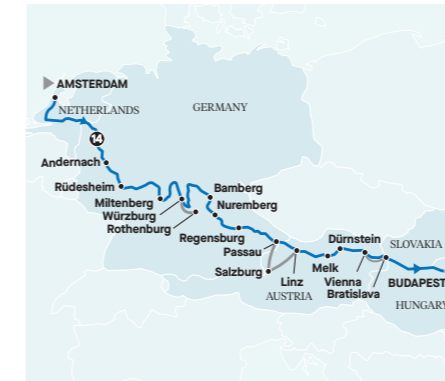 AMSTERDAM
NETHERLANDS
GERMANY
14
Andernach
Rüdesheim
Miltenberg
Würzburg
Rothenburg
Bamberg
Nuremberg
Regensburg
Passau
Salzburg
Linz
AUSTRIA
Melk
Dürnstein
Vienna
Bratislava
SLOVAKIA
BUDAPEST
HUNGARY